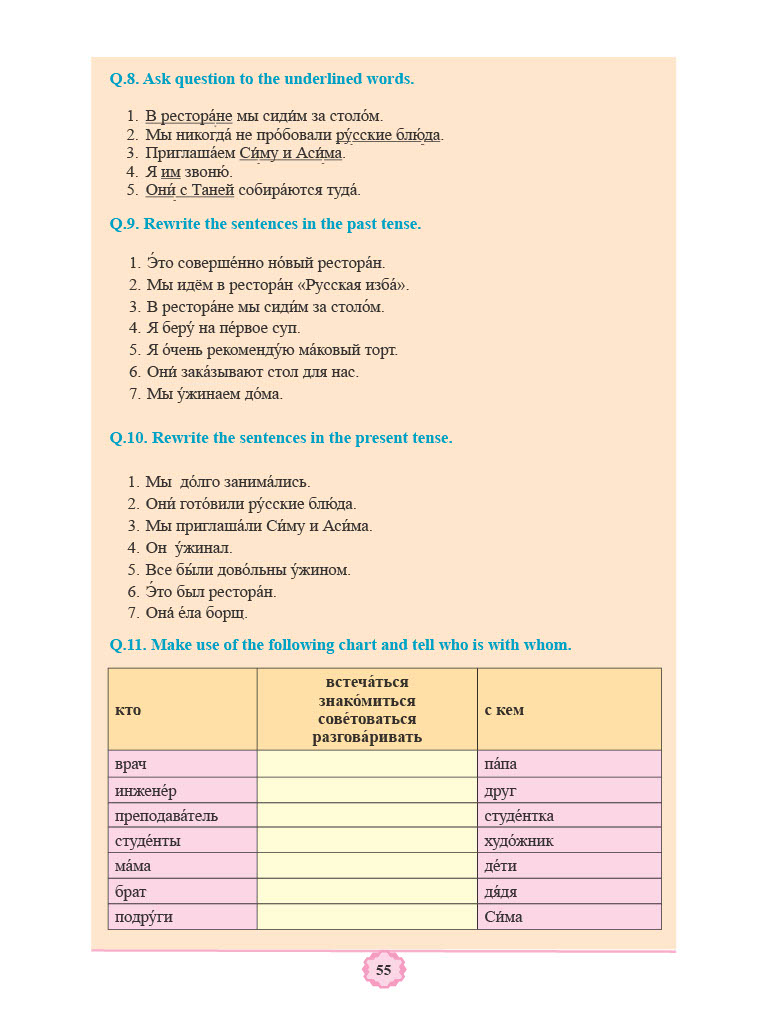 Q.8. Ask question to the underlined words.
1. В рестора́не мы сиди́м за столо́м.
2. Мы никогда́ не про́бовали ру́сские блю́да.
3. Приглаша́ем Си́му и Аси́ма.
4. Я им звоню́.
5. Они́ с Таней собира́ются туда́.
Q.9. Rewrite the sentences in the past tense.
1. Э́то соверше́нно но́вый рестора́н.
2. Мы идём в рестора́н «Русская изба́».
3. В рестора́не мы сиди́м за столо́м.
4. Я беру́ на пе́рвое суп.
5. Я о́чень рекоменду́ю ма́ковый торт.
6. Они́ зака́зывают стол для нас.
7. Мы у́жинаем до́ма.
Q.10. Rewrite the sentences in the present tense.
1. Мы до́лго занима́лись.
2. Они́ гото́вили ру́сские блю́да.
3. Мы приглаша́ли Си́му и Аси́ма.
4. Он у́жинал.
5. Все бы́ли дово́льны у́жином.
6. Э́то был рестора́н.
7. Она́ е́ла борщ.
Q.11. Make use of the following chart and tell who is with whom.
кто
встеча́ться
знако́миться
сове́товаться
разгова́ривать
с кем
врач па́па
инжене́р друг
преподава́тель студе́нтка
студе́нты худо́жник
ма́ма де́ти
брат дя́дя
подру́ги Си́ма
55